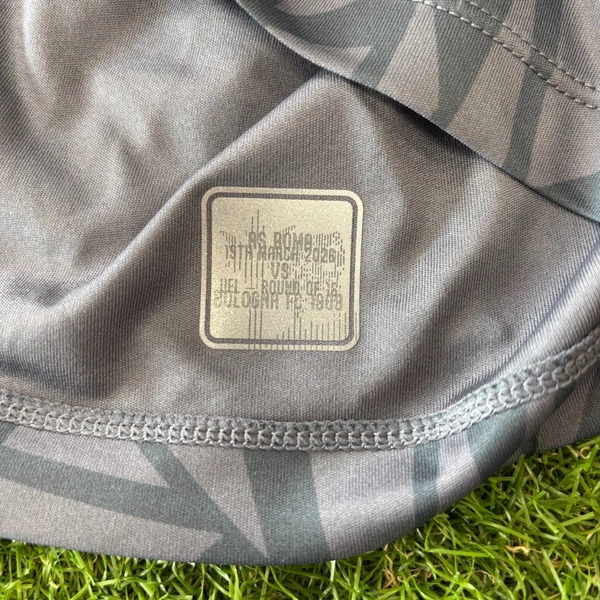 AS ROMA
19TH MARCH 2026
VS
UEL - ROUND OF 16
BOLOGNA FC 1909